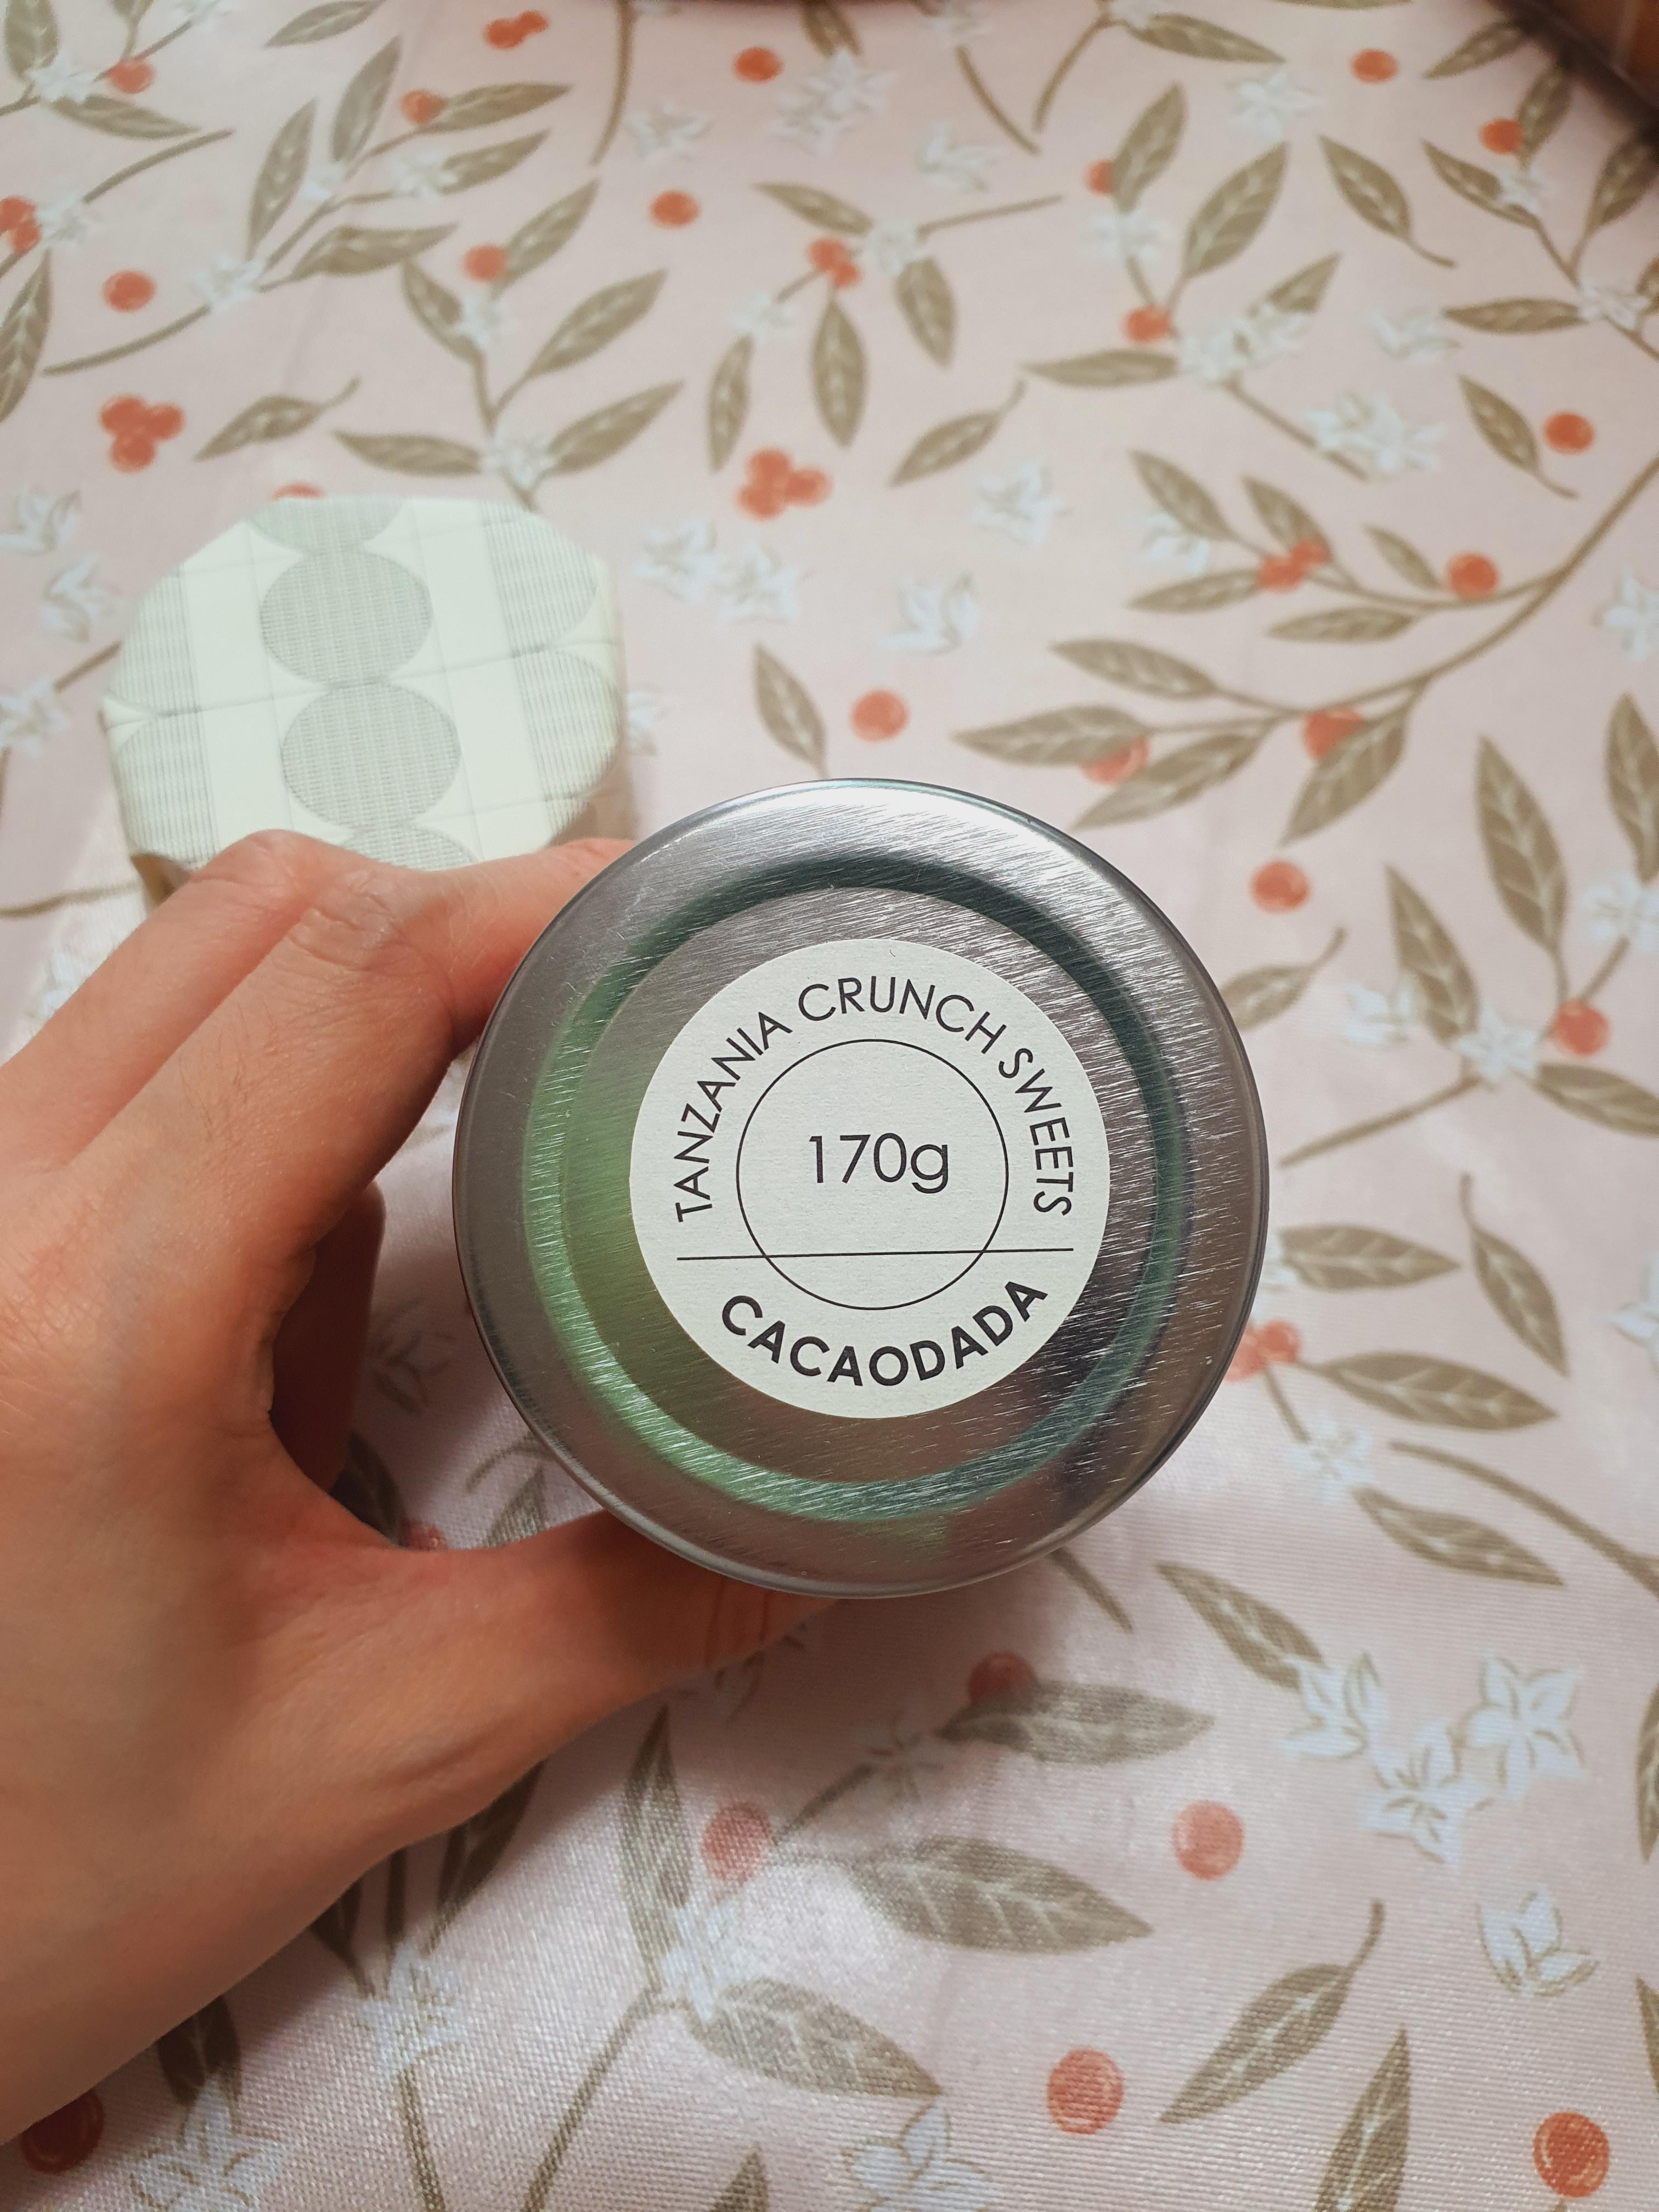 TANZANIA CRUNCH SWEETS
170g
CACAODADA